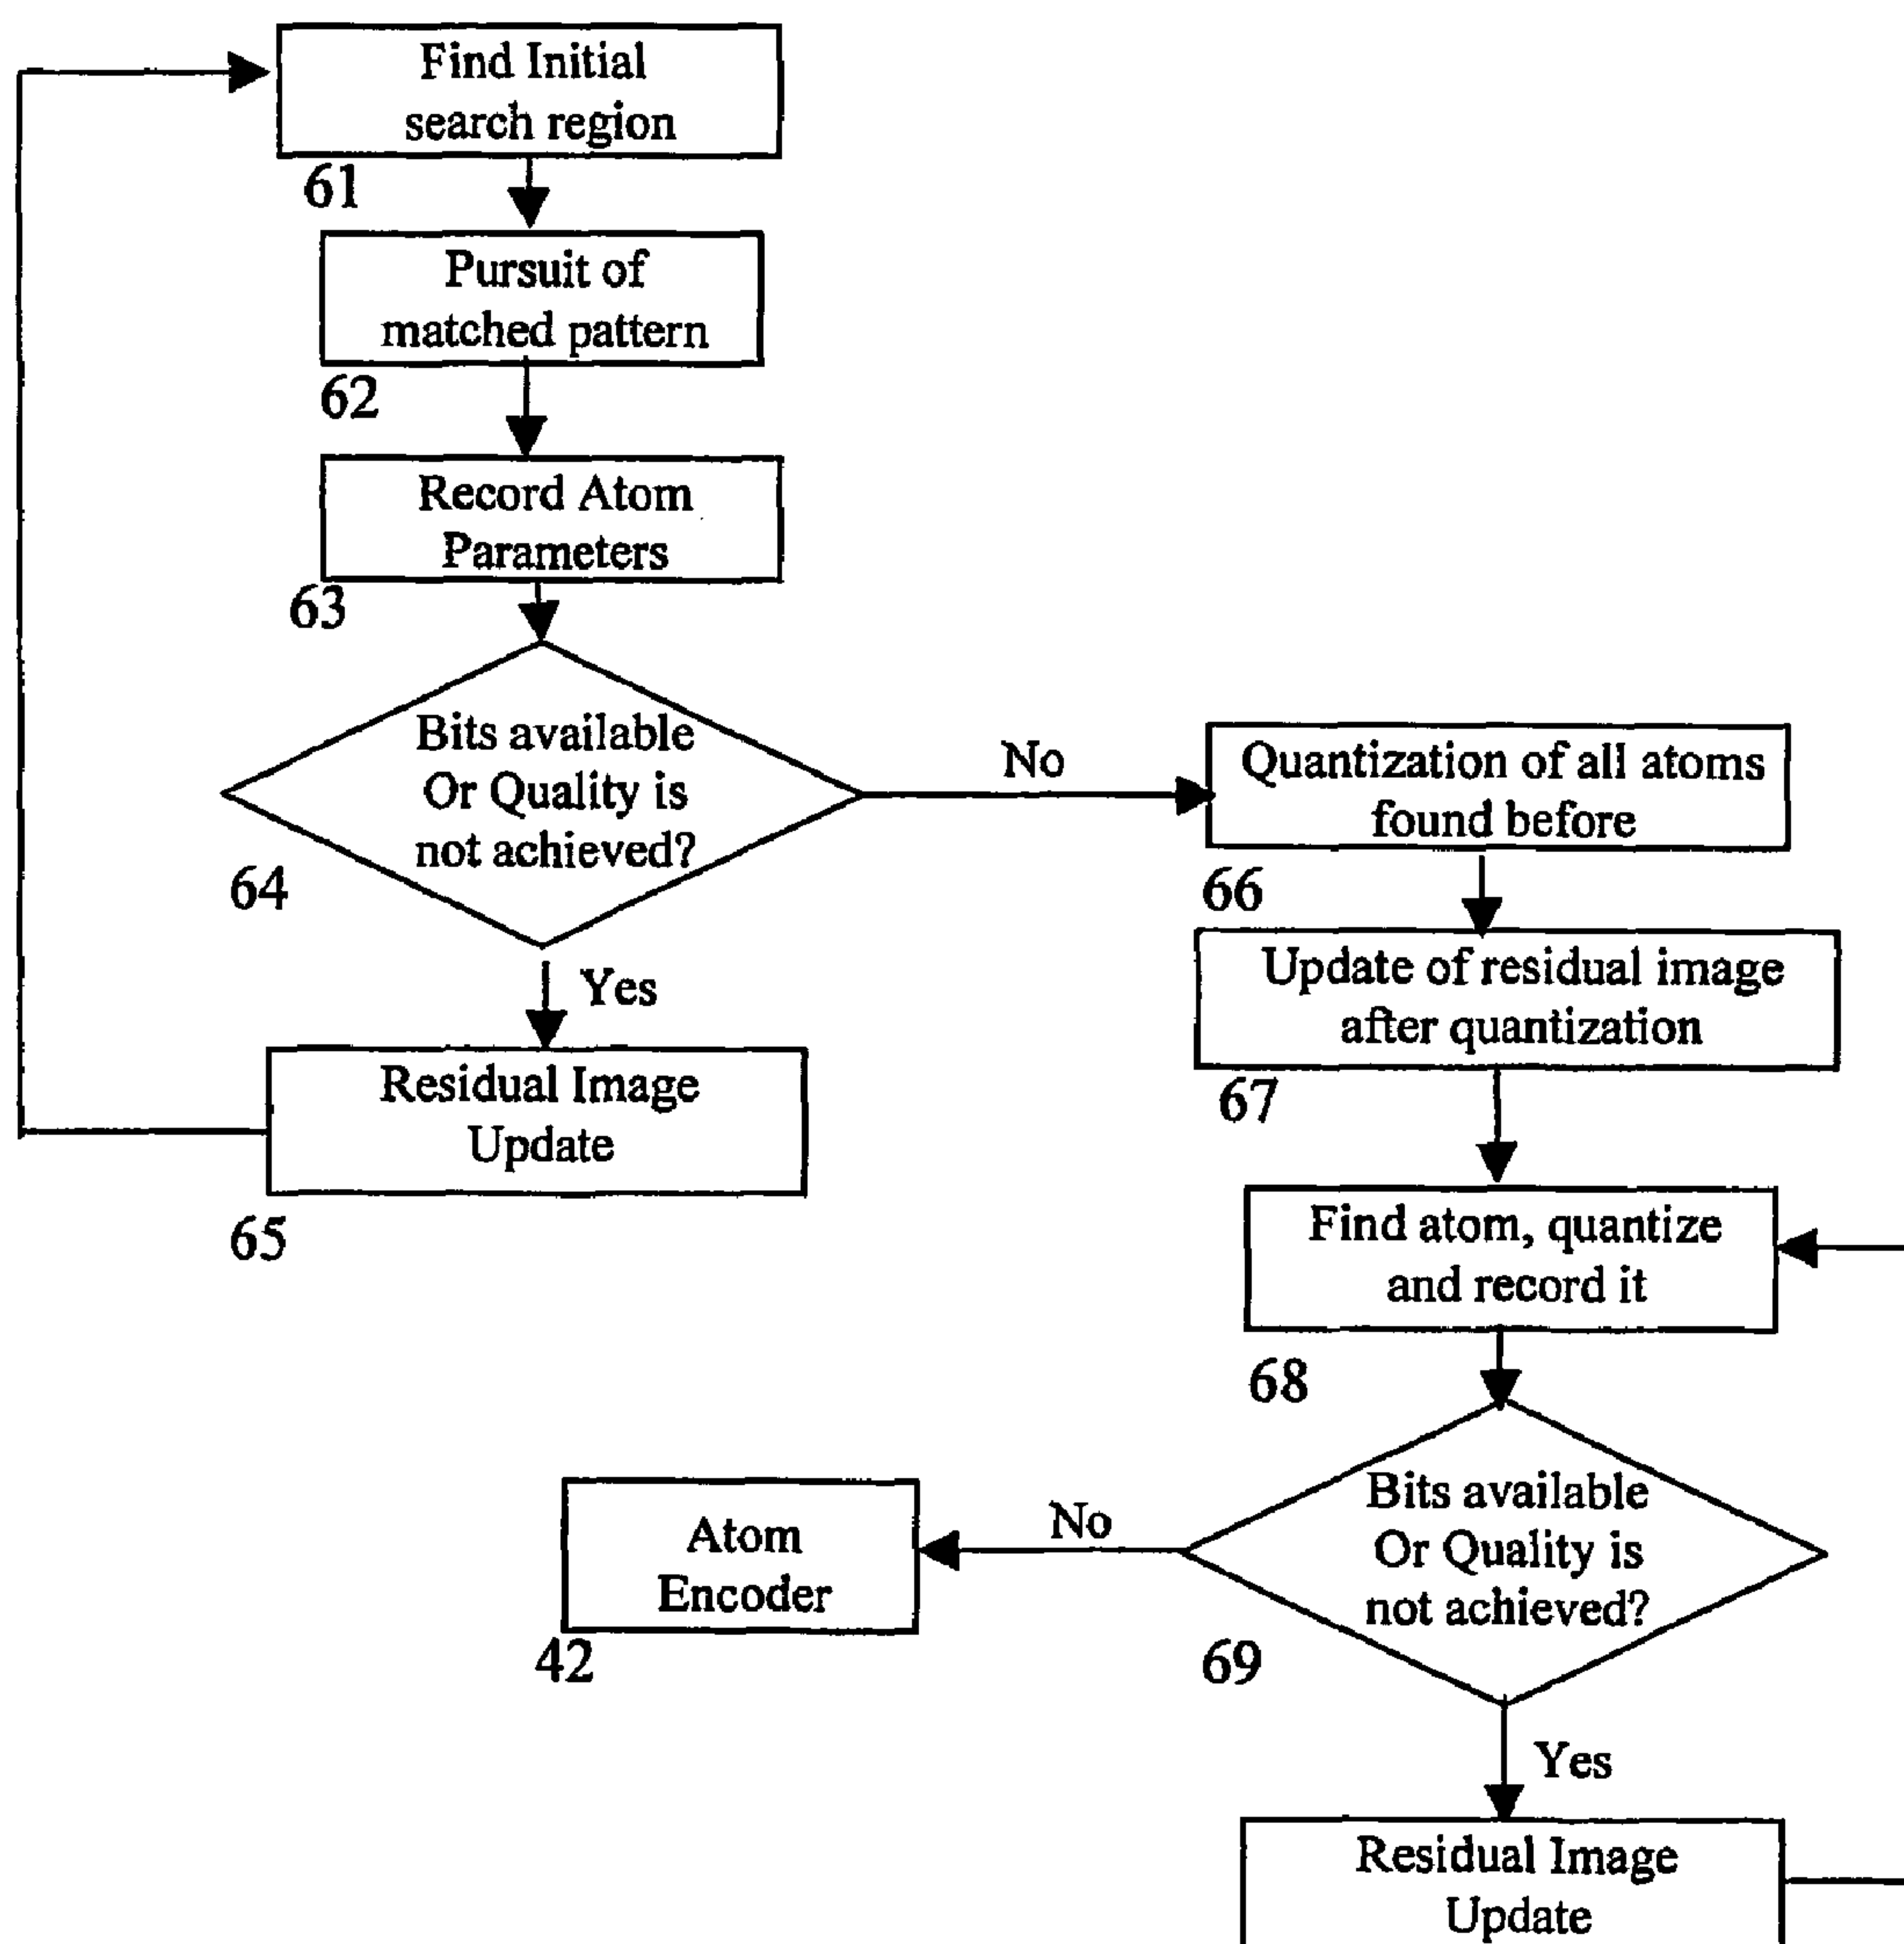 Find Initial
search region
61
Pursuit of
matched pattern
62
Record Atom
Parameters
63
Bits available
Or Quality is
not achieved?
64
No
Yes
Residual Image
Update
65
Quantization of all atoms
found before
66
Update of residual image
after quantization
67
Find atom, quantize
and record it
68
Bits available
Or Quality is
not achieved?
69
No
Atom
Encoder
42
Yes
Residual Image
Update